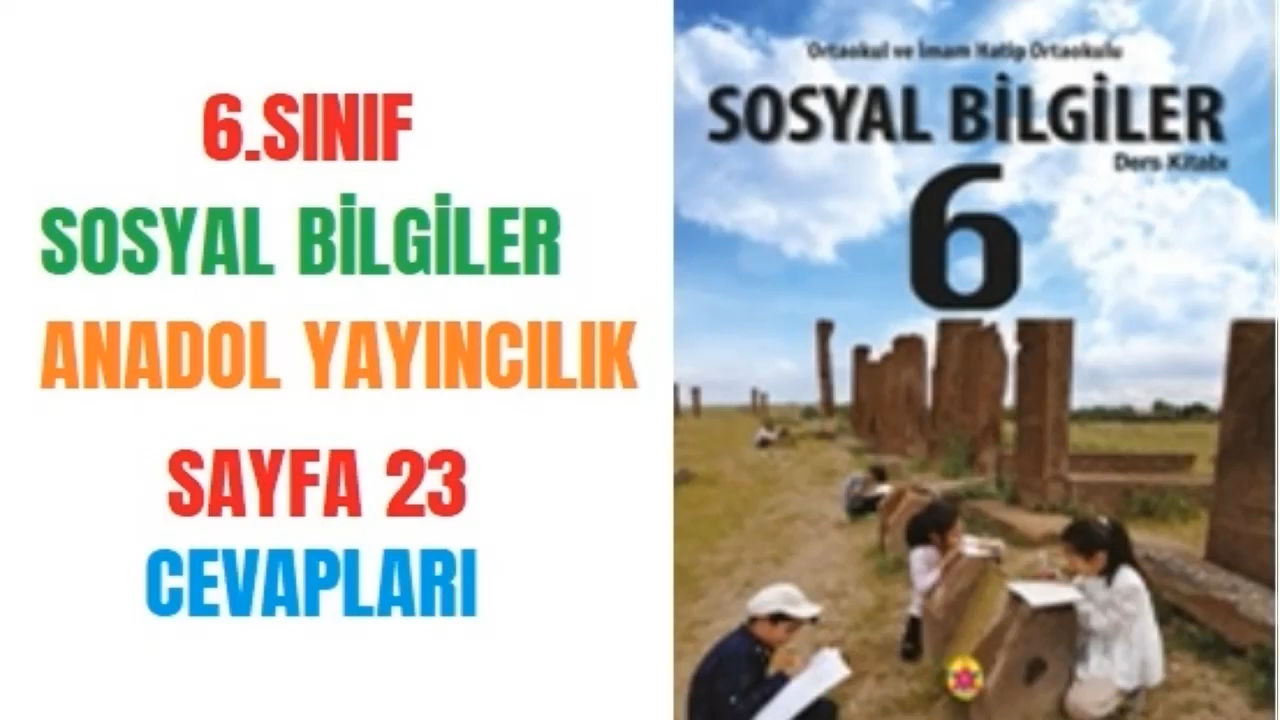 6.SINIF
SOSYAL BİLGİLER
ANADOL YAYINCILIK
SAYFA 23
CEVAPLARI
Ortaokul ve İmam Hatip Ortaokulu
SOSYAL BİLGİLER
Ders Kitabı
6